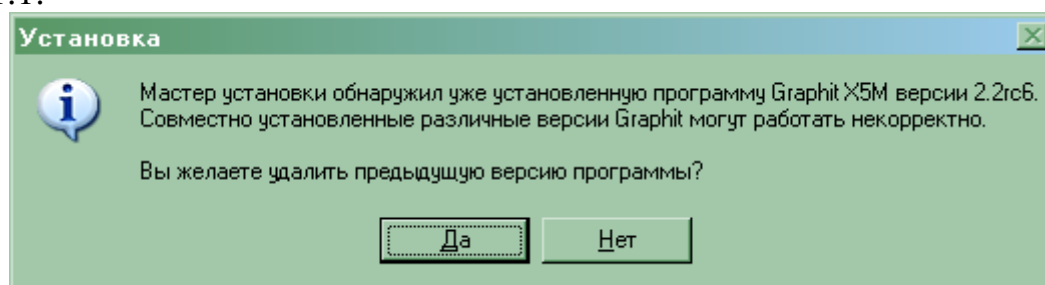 Установка
Мастер установки обнаружил уже установленную программу Graphit X5M версии 2.2rc6.
Совместно установленные различные версии Graphit могут работать некорректно.
Вы желаете удалить предыдущую версию программы?
Да
Нет